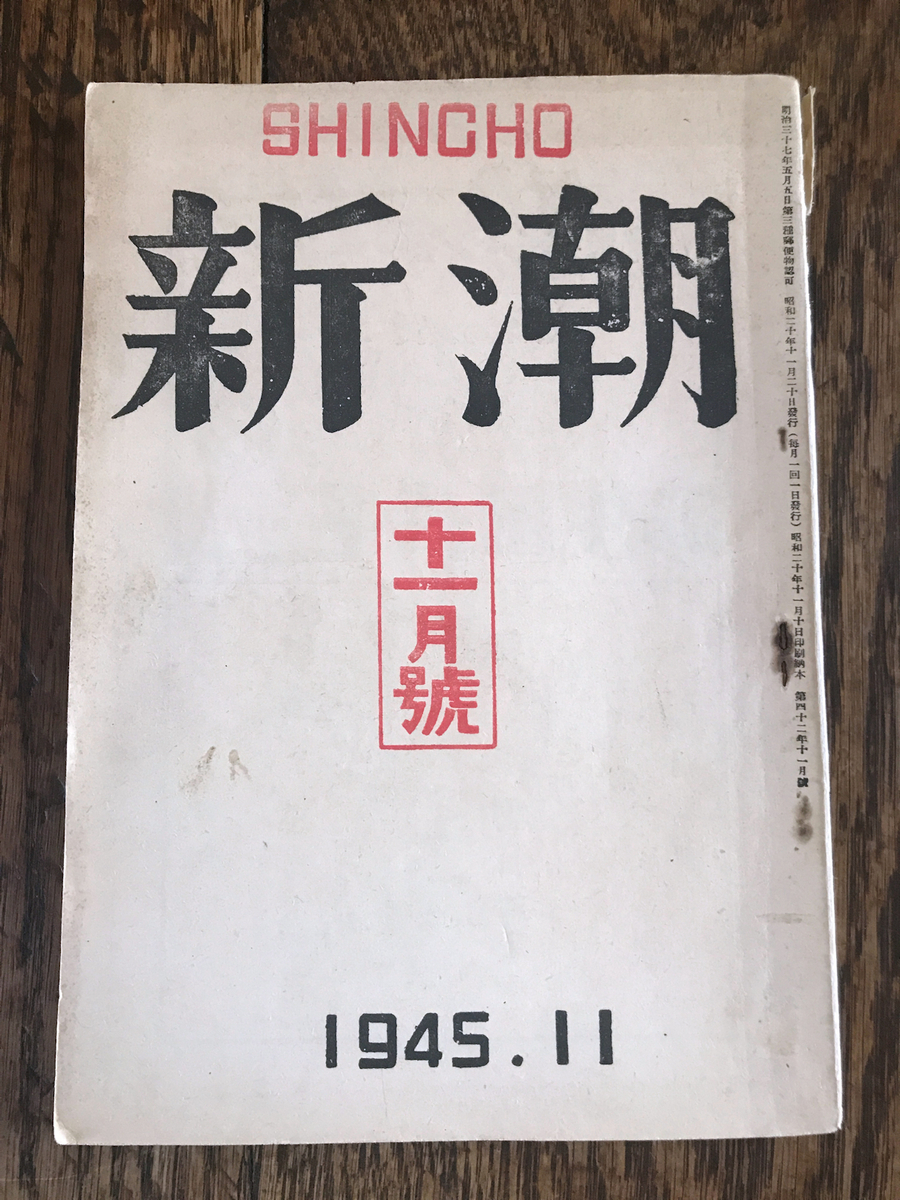 SHINCHO
新潮
十一月號
1945.11
明治三十七年五月五日第三種郵便物認可 昭和二十年十一月二十日發行（每月一回一日發行）昭和二十年十一月十日印刷納本 第四十二年十一月號